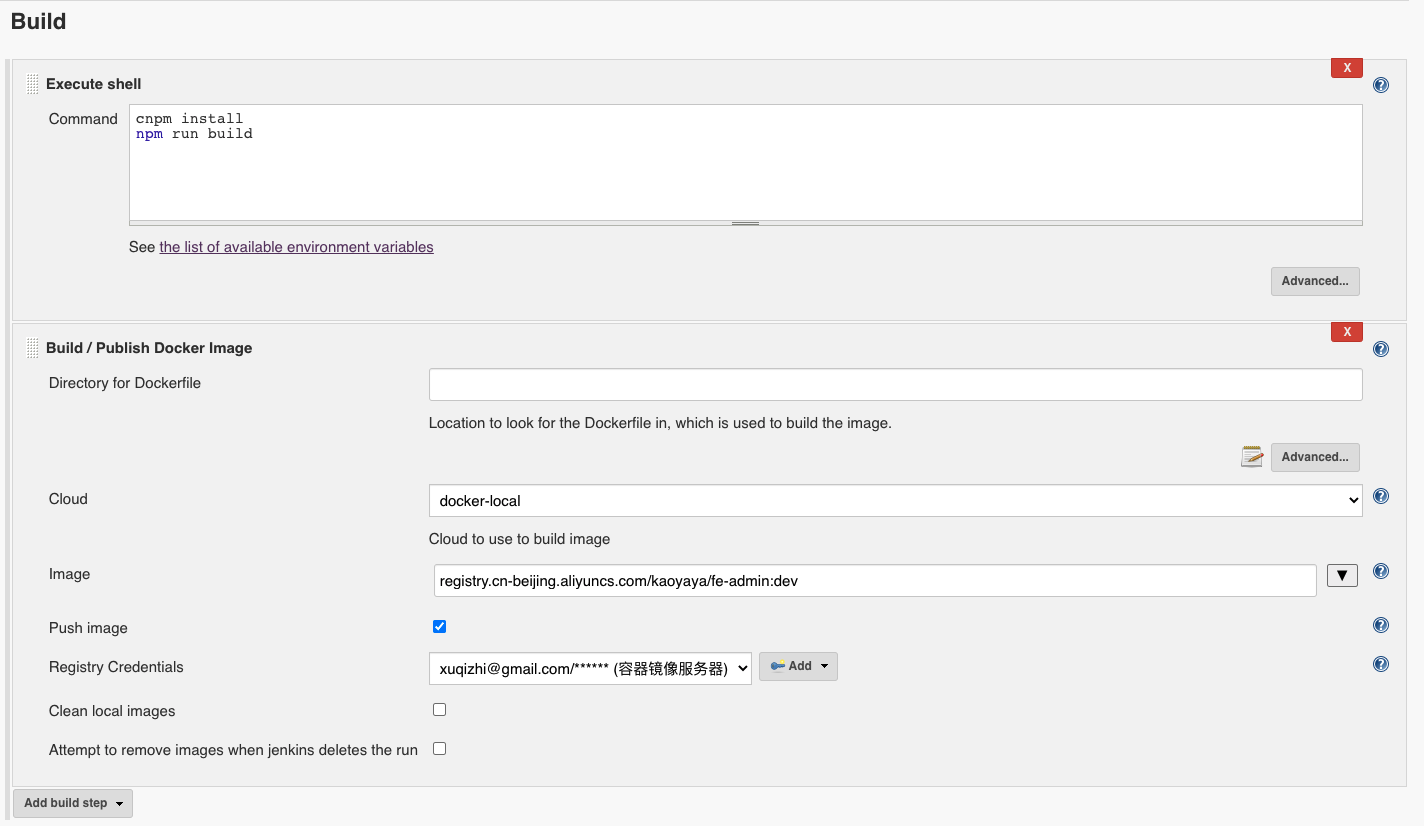 Build
X
Execute shell
Command
cnpm install
npm run build
See the list of available environment variables
Advanced...
X
Build / Publish Docker Image
Directory for Dockerfile
Location to look for the Dockerfile in, which is used to build the image.
Advanced...
Cloud
docker-local
Cloud to use to build image
Image
registry.cn-beijing.aliyuncs.com/kaoyaya/fe-admin:dev
Push image
Registry Credentials
xuqizhi@gmail.com/****** (容器镜像服务器)
Add
Clean local images
Attempt to remove images when jenkins deletes the run
Add build step